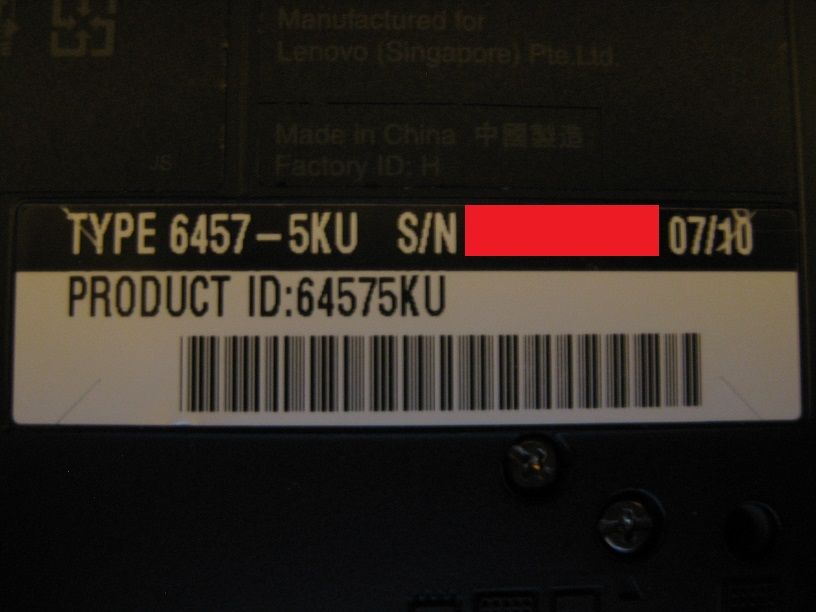 Manufactured for
Lenovo (Singapore) Pte.Ltd.
Made in China 中國製造
Factory ID: H
JS
TYPE 6457-5KU S/N 07/10
PRODUCT ID:64575KU